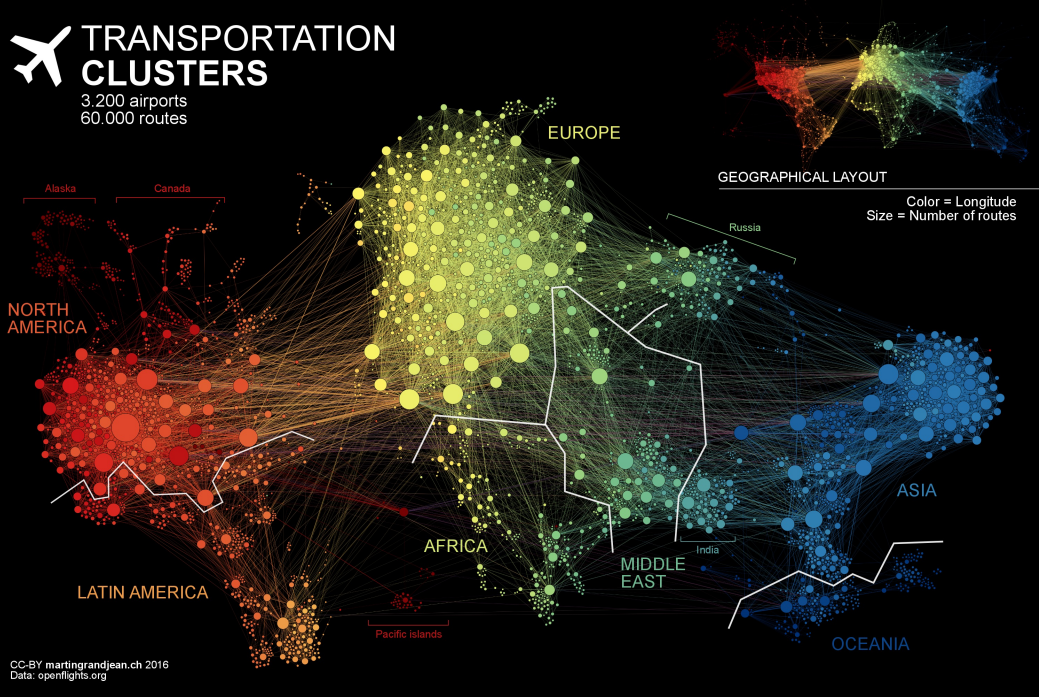 TRANSPORTATION
CLUSTERS
3.200 airports
60.000 routes
EUROPE
GEOGRAPHICAL LAYOUT
Color = Longitude
Size = Number of routes
Alaska
Canada
Russia
NORTH
AMERICA
ASIA
AFRICA
India
MIDDLE
EAST
LATIN AMERICA
Pacific islands
OCEANIA
CC-BY martingrandjean.ch 2016
Data: openflights.org